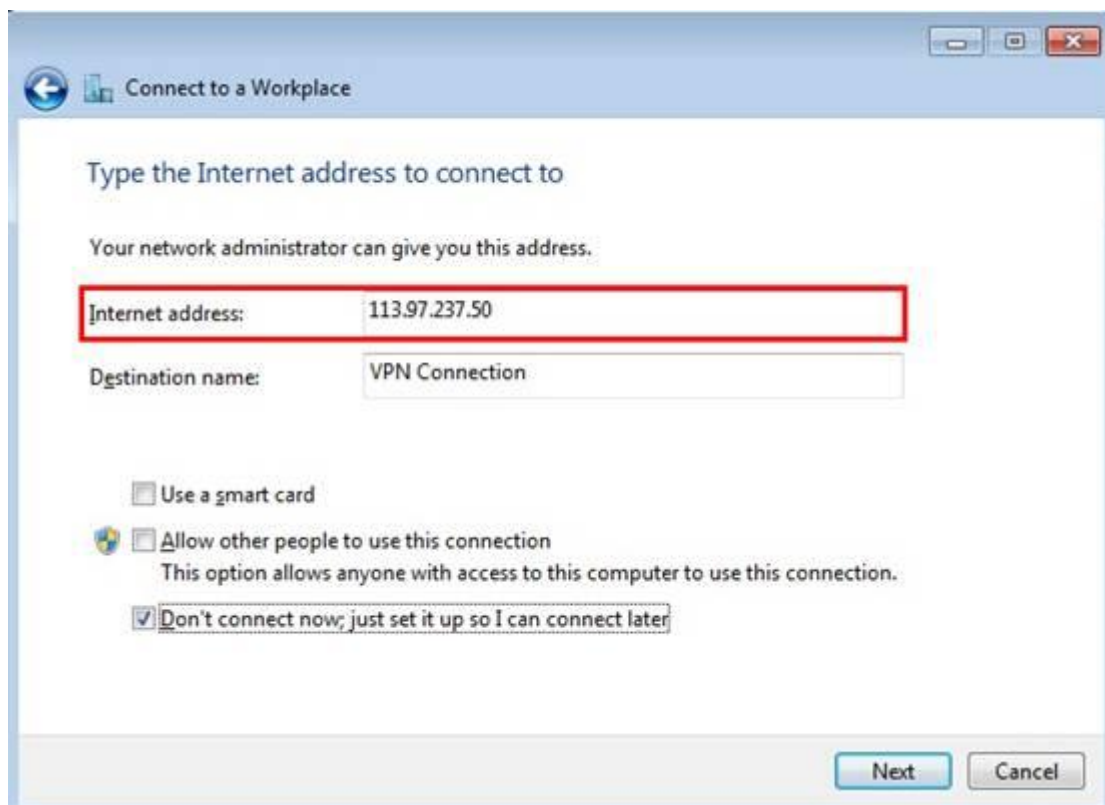 Connect to a Workplace
Type the Internet address to connect to
Your network administrator can give you this address.
Internet address: 113.97.237.50
Destination name: VPN Connection
Use a smart card
Allow other people to use this connection
This option allows anyone with access to this computer to use this connection.
Don't connect now; just set it up so I can connect later
Next Cancel